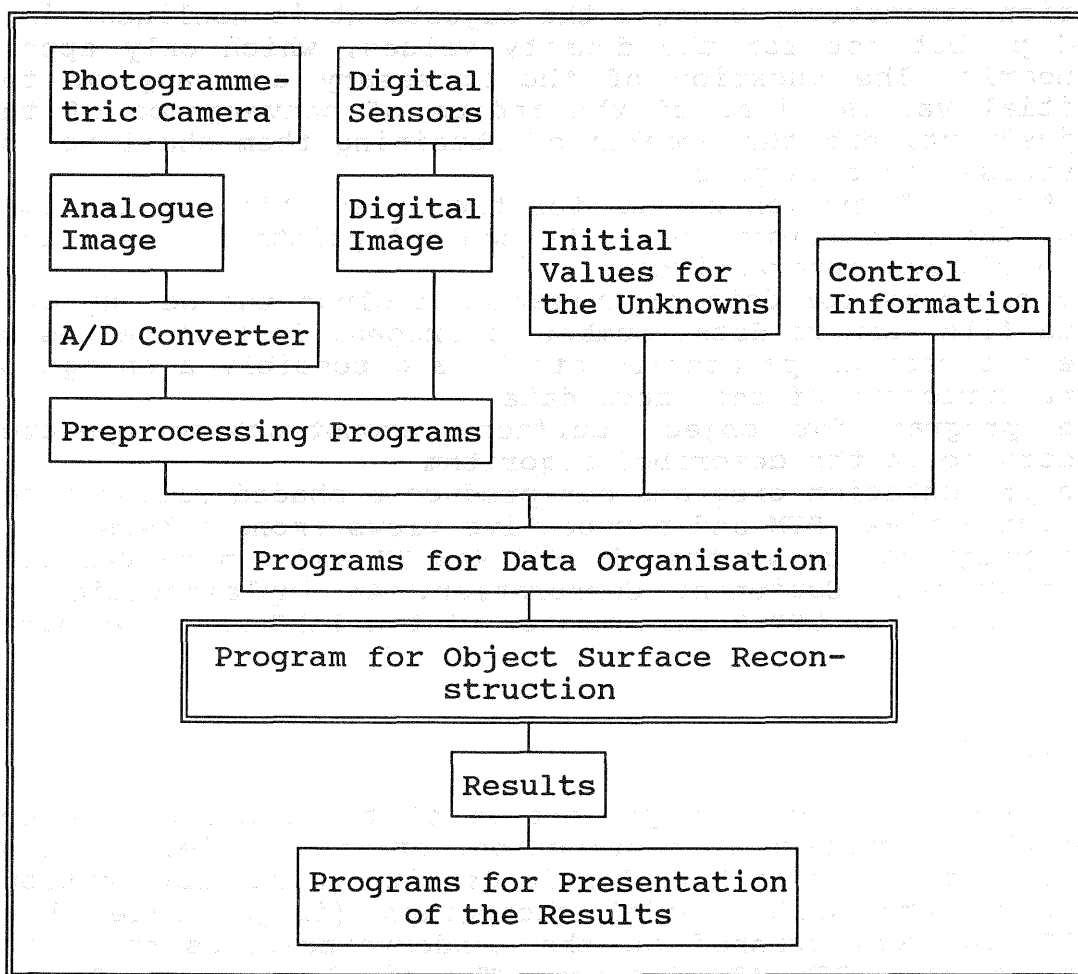 Photogramme-
tric Camera
Digital
Sensors
Analogue
Image
Digital
Image
Initial
Values for
the Unknowns
Control
Information
A/D Converter
Preprocessing Programs
Programs for Data Organisation
Program for Object Surface Recon-
struction
Results
Programs for Presentation
of the Results